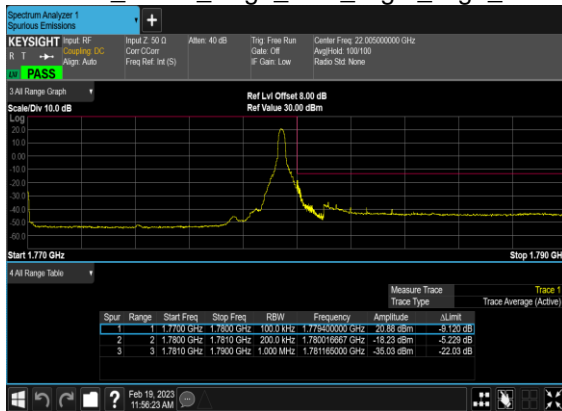 Spectrum Analyzer 1
Spurious Emissions
KEYSIGHT Input: RF Input Z: 50 Ω Atten: 40 dB Trig: Free Run Center Freq: 22.005000000 GHz
R T Coupling: DC Corr CCorr Gate: Off Avg|Hold: 100/100
Align: Auto Freq Ref: Int (S) IF Gain: Low Radio Std: None
PASS
3 All Range Graph
Ref Lvl Offset 8.00 dB
Scale/Div 10.0 dB Ref Value 30.00 dBm
Log
20.0
10.0
0.00
-10.0
-20.0
-30.0
-40.0
-50.0
-60.0
Start 1.770 GHz Stop 1.790 GH
4 All Range Table
Measure Trace Trace 1
Trace Type Trace Average (Active)
Spur Range Start Freq Stop Freq RBW Frequency Amplitude ΔLimit
1 1 1.7700 GHz 1.7800 GHz 100.0 kHz 1.779400000 GHz 20.88 dBm -9.120 dB
2 2 1.7800 GHz 1.7810 GHz 200.0 kHz 1.780016667 GHz -18.23 dBm -5.229 dB
3 3 1.7810 GHz 1.7900 GHz 1.000 MHz 1.781165000 GHz -35.03 dBm -22.03 dB
? Feb 19, 2023
11:56:23 AM